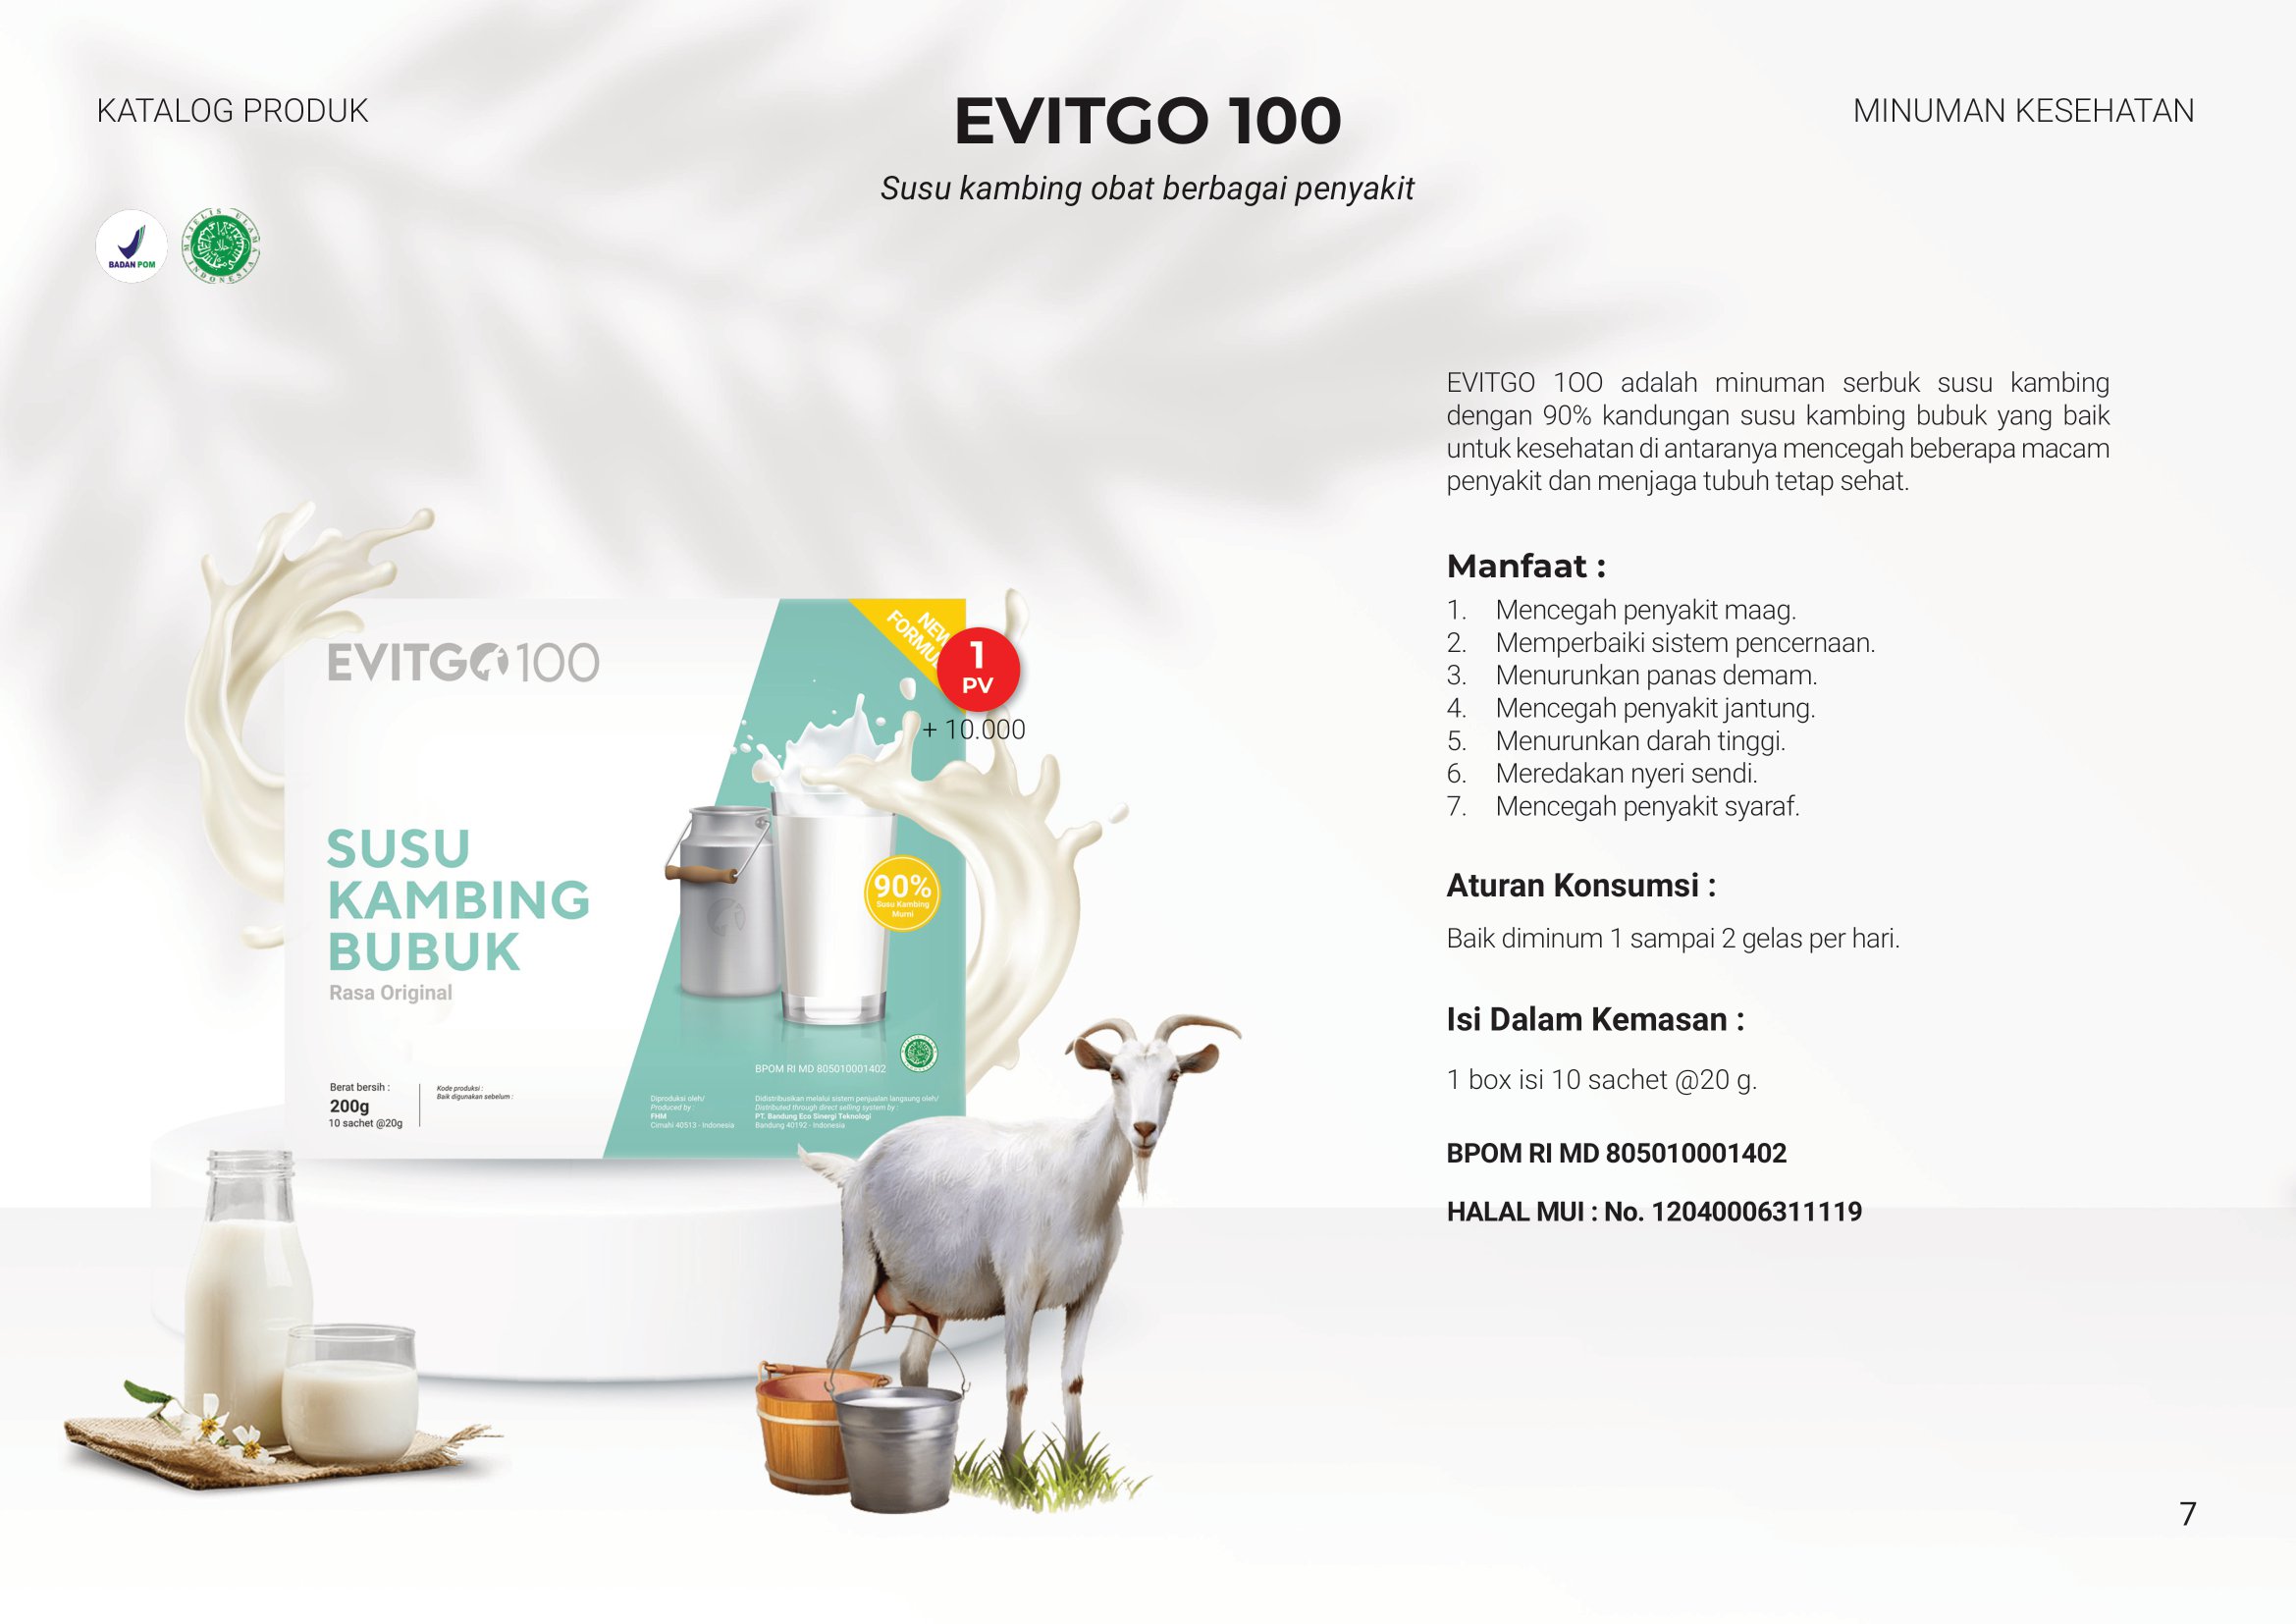 KATALOG PRODUK
EVITGO 100
MINUMAN KESEHATAN
Susu kambing obat berbagai penyakit
BADAN POM
MAJELIS ULAMA INDONESIA
EVITGO 1OO adalah minuman serbuk susu kambing
dengan 90% kandungan susu kambing bubuk yang baik
untuk kesehatan di antaranya mencegah beberapa macam
penyakit dan menjaga tubuh tetap sehat.
Manfaat :
1. Mencegah penyakit maag.
2. Memperbaiki sistem pencernaan.
3. Menurunkan panas demam.
4. Mencegah penyakit jantung.
5. Menurunkan darah tinggi.
6. Meredakan nyeri sendi.
7. Mencegah penyakit syaraf.
Aturan Konsumsi :
Baik diminum 1 sampai 2 gelas per hari.
Isi Dalam Kemasan :
1 box isi 10 sachet @20 g.
BPOM RI MD 805010001402
HALAL MUI : No. 12040006311119
EVITGO100
NEW
1
PV
+ 10.000
SUSU
KAMBING
BUBUK
Rasa Original
90%
Susu Kambing
Murni
BPOM RI MD 805010001402
Berat bersih :
200g
10 sachet @20g
Kode produksi :
Baik digunakan sebelum :
Diproduksi oleh/
Produced by :
FHM
Cimahi 40513 - Indonesia
Didistribusikan melalui sistem penjualan langsung oleh/
Distributed through direct selling system by :
PT. Bandung Eco Sinergi Teknologi
Bandung 40192 - Indonesia
7